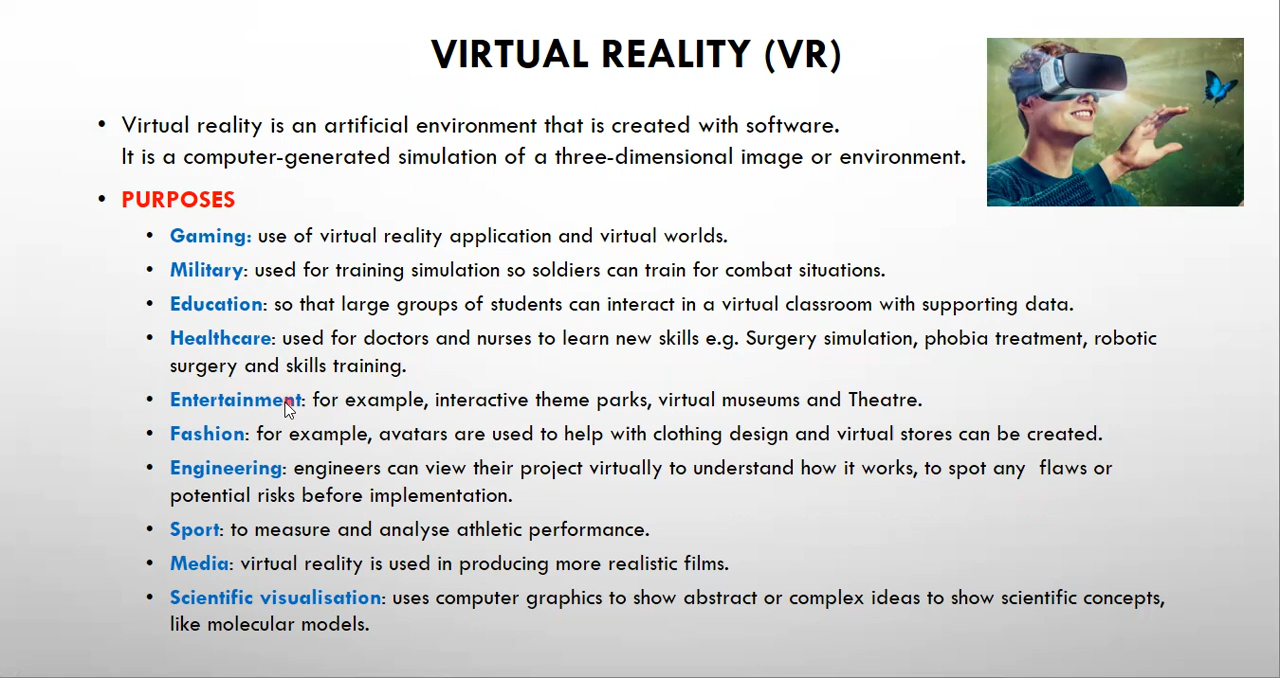 VIRTUAL REALITY (VR)
• Virtual reality is an artificial environment that is created with software.
It is a computer-generated simulation of a three-dimensional image or environment.
• PURPOSES
• Gaming: use of virtual reality application and virtual worlds.
• Military: used for training simulation so soldiers can train for combat situations.
• Education: so that large groups of students can interact in a virtual classroom with supporting data.
• Healthcare: used for doctors and nurses to learn new skills e.g. Surgery simulation, phobia treatment, robotic
surgery and skills training.
• Entertainment: for example, interactive theme parks, virtual museums and Theatre.
• Fashion: for example, avatars are used to help with clothing design and virtual stores can be created.
• Engineering: engineers can view their project virtually to understand how it works, to spot any flaws or
potential risks before implementation.
• Sport: to measure and analyse athletic performance.
• Media: virtual reality is used in producing more realistic films.
• Scientific visualisation: uses computer graphics to show abstract or complex ideas to show scientific concepts,
like molecular models.